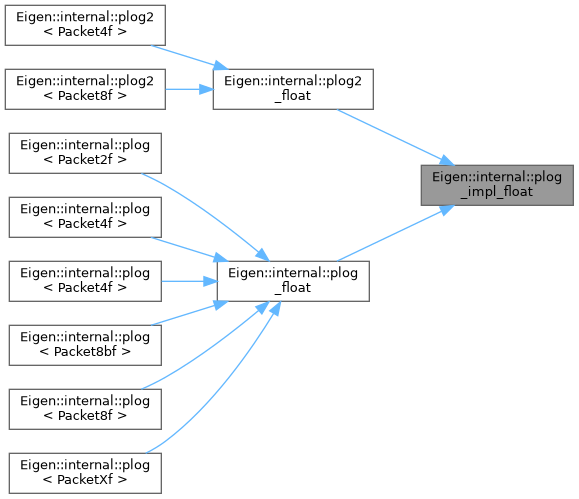 Eigen::internal::plog2
< Packet4f >
Eigen::internal::plog2
< Packet8f >
Eigen::internal::plog2
_float
Eigen::internal::plog
< Packet2f >
Eigen::internal::plog
_impl_float
Eigen::internal::plog
< Packet4f >
Eigen::internal::plog
< Packet4f >
Eigen::internal::plog
_float
Eigen::internal::plog
< Packet8bf >
Eigen::internal::plog
< Packet8f >
Eigen::internal::plog
< PacketXf >